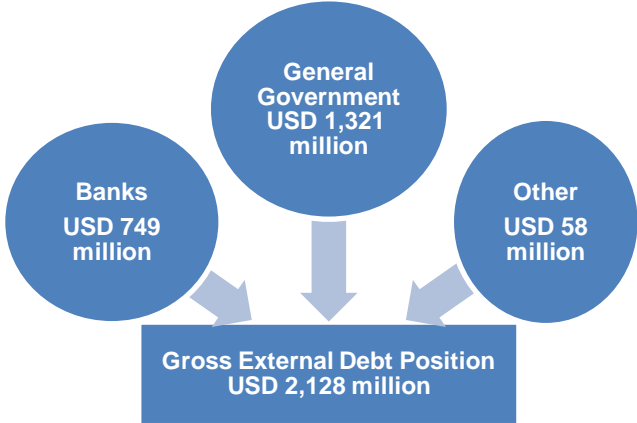 General
Government
USD 1,321
million
Banks
USD 749
million
Other
USD 58
million
Gross External Debt Position
USD 2,128 million